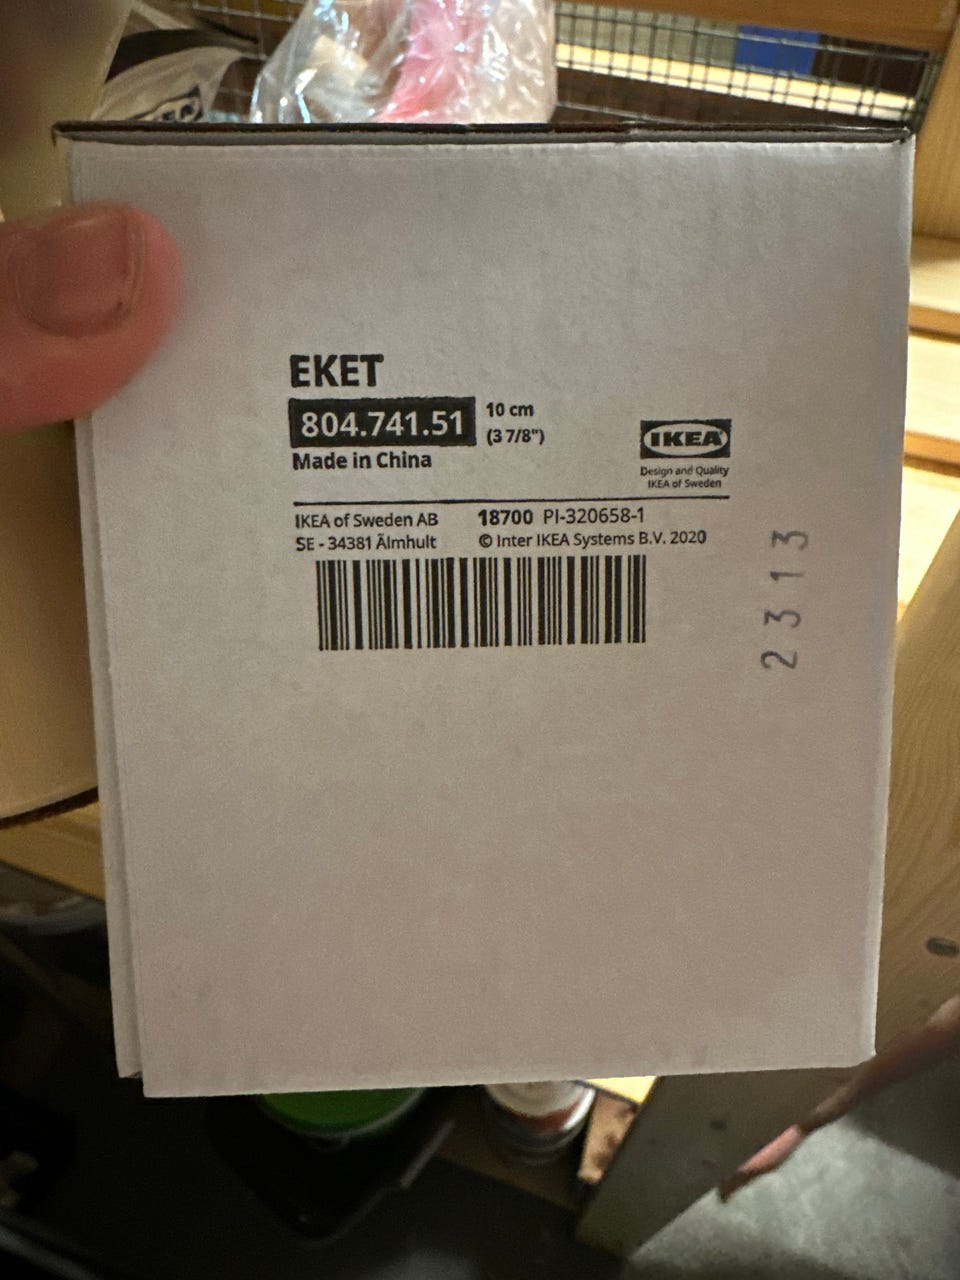 EKET
804.741.51
10 cm
(3 7/8")
Made in China
IKEA
Design and Quality
IKEA of Sweden
IKEA of Sweden AB
SE - 34381 Älmhult
18700 PI-320658-1
© Inter IKEA Systems B.V. 2020
2313